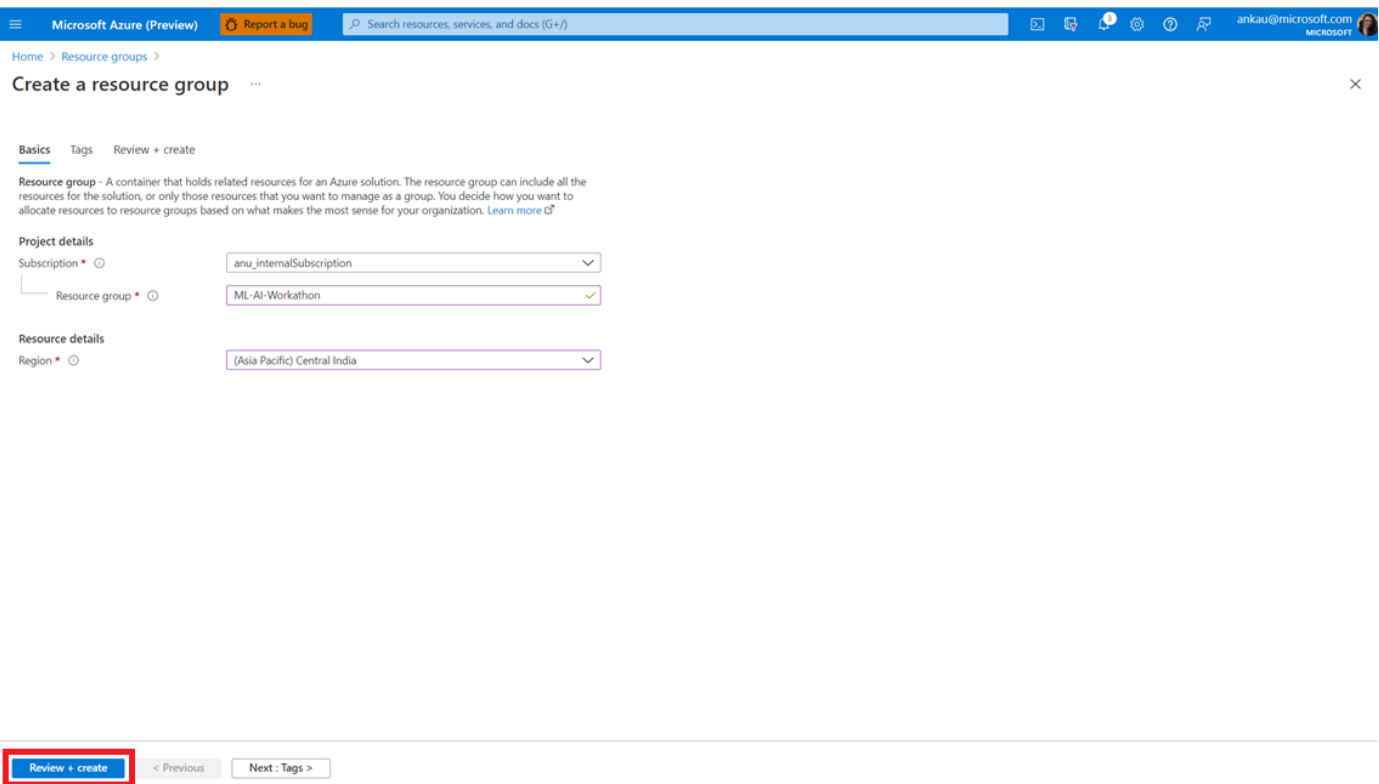 Microsoft Azure (Preview) Report a bug Search resources, services, and docs (G+/) 3 ankau@microsoft.com
MICROSOFT
Home > Resource groups >
Create a resource group ...
Basics Tags Review + create
Resource group - A container that holds related resources for an Azure solution. The resource group can include all the
resources for the solution, or only those resources that you want to manage as a group. You decide how you want to
allocate resources to resource groups based on what makes the most sense for your organization. Learn more
Project details
Subscription * anu_internalSubscription
Resource group * ML-AI-Workathon
Resource details
Region * (Asia Pacific) Central India
Review + create < Previous Next : Tags >